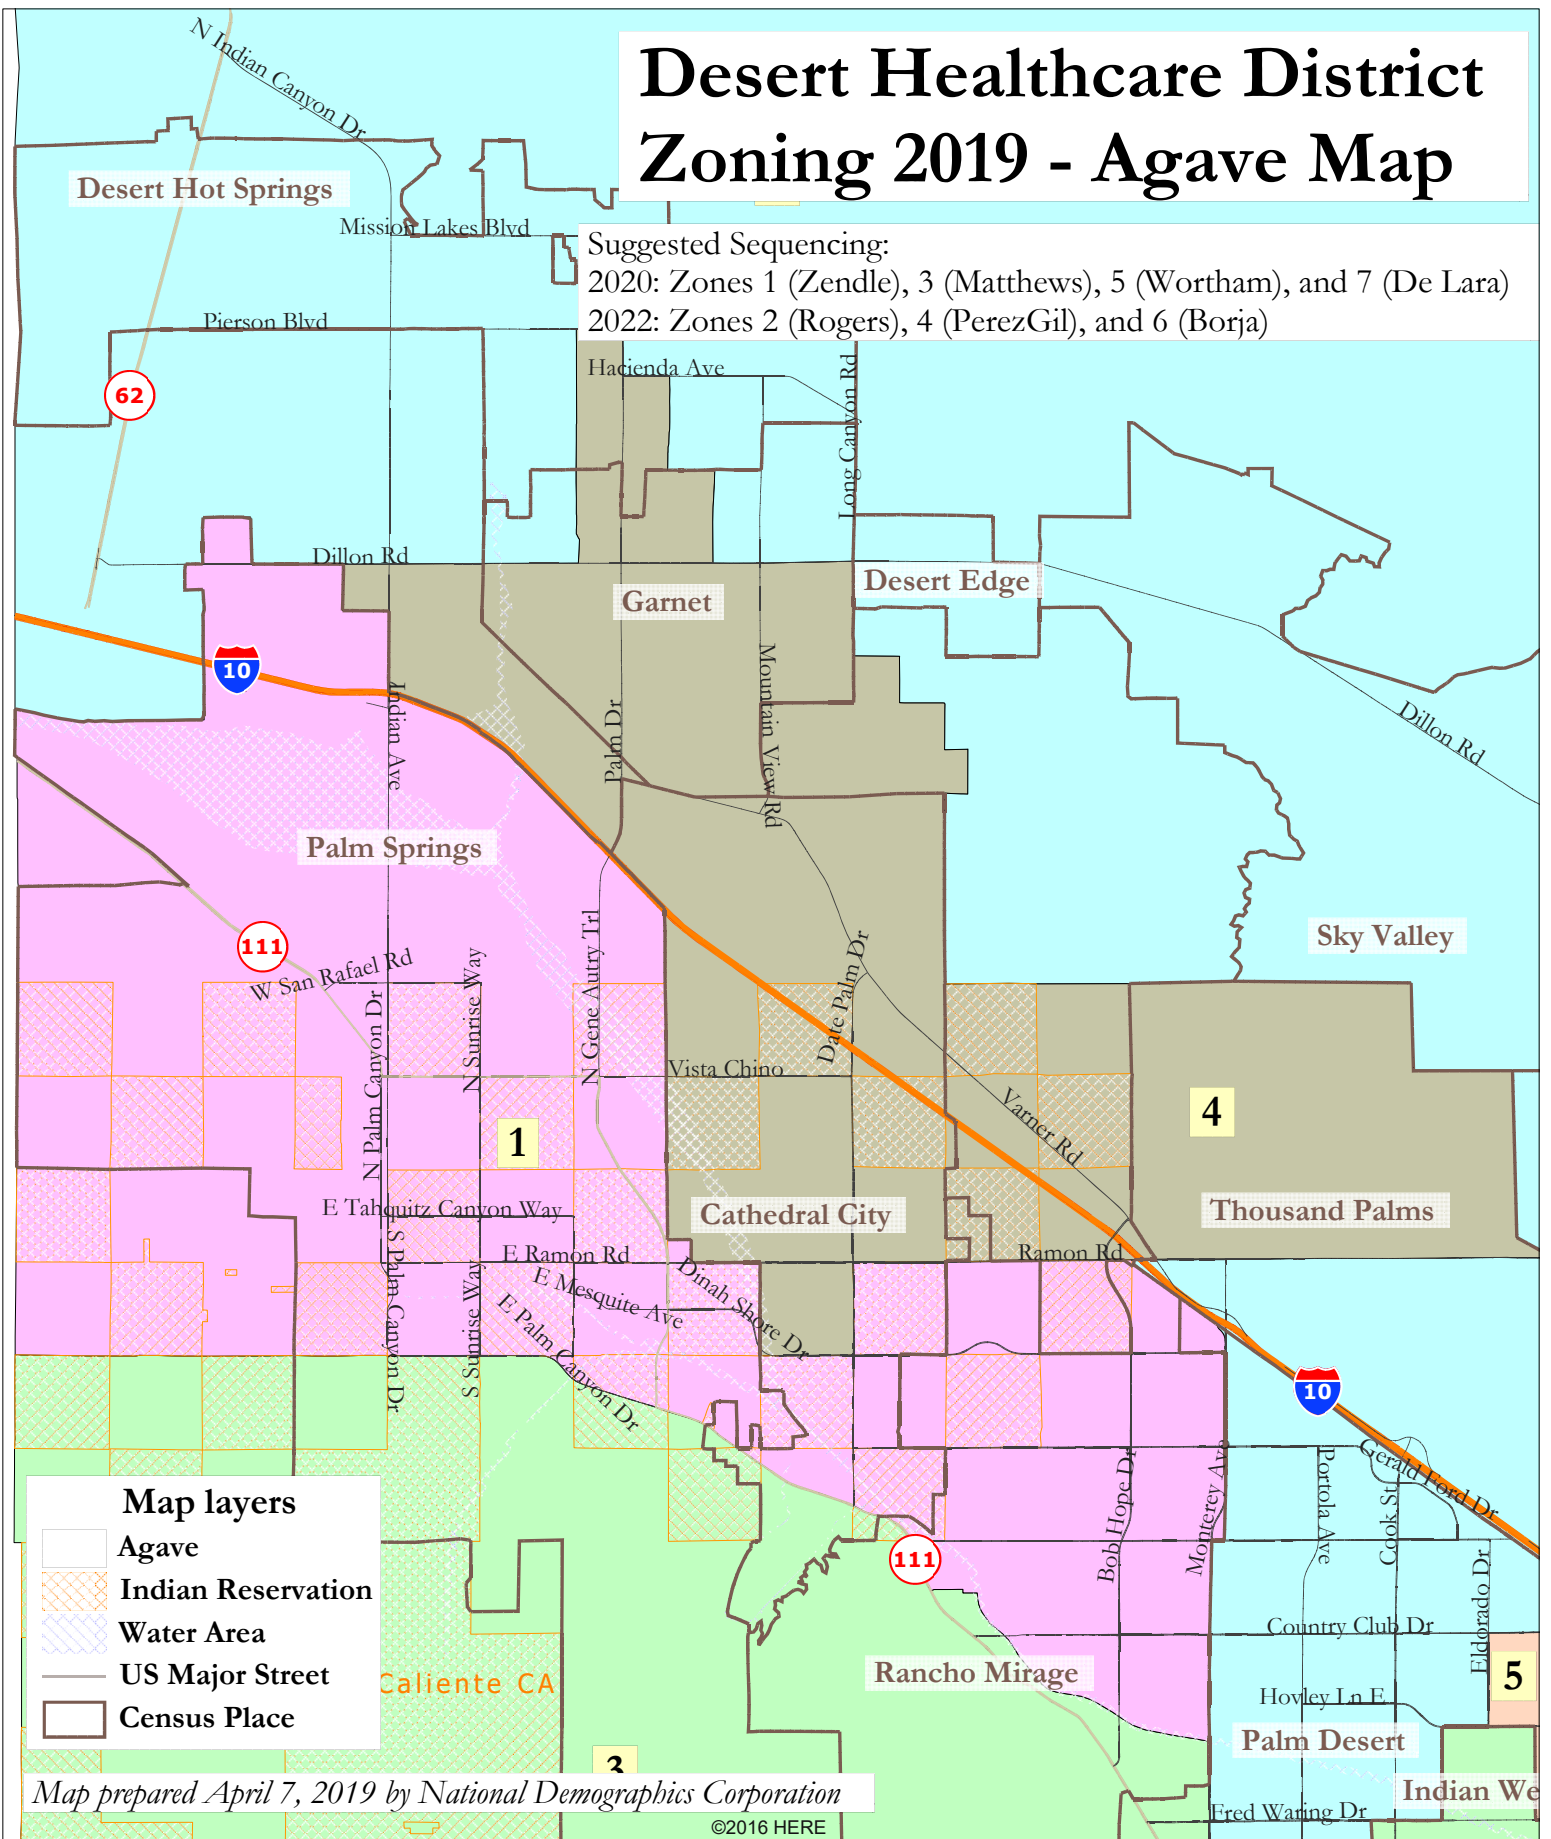 Desert Healthcare District
Zoning 2019 - Agave Map
Suggested Sequencing:
2020: Zones 1 (Zendle), 3 (Matthews), 5 (Wortham), and 7 (De Lara)
2022: Zones 2 (Rogers), 4 (PerezGil), and 6 (Borja)
N Indian Canyon Dr
Desert Hot Springs
Mission Lakes Blvd
Pierson Blvd
Hacienda Ave
62
Long Canyon Rd
Dillon Rd
Desert Edge
Garnet
10
Indian Ave
Palm Dr
Mountain View Rd
Dillon Rd
Palm Springs
111
W San Rafael Rd
N Palm Canyon Dr
N Sunrise Way
N Gene Autry Trl
Date Palm Dr
Sky Valley
Vista Chino
Varner Rd
1
4
E Tahquitz Canyon Way
Cathedral City
Thousand Palms
E Ramon Rd
Ramon Rd
S Palm Canyon Dr
S Sunrise Way
E Mesquite Ave
Dinah Shore Dr
E Palm Canyon Dr
10
Bob Hope Dr
Monterey Ave
Portola Ave
Cook St
Gerald Ford Dr
Eldorado Dr
111
Country Club Dr
5
Rancho Mirage
Hovley Ln E
Palm Desert
Indian We
Fred Waring Dr
Map layers
Agave
Indian Reservation
Water Area
US Major Street
Census Place
Caliente CA
3
Map prepared April 7, 2019 by National Demographics Corporation
©2016 HERE